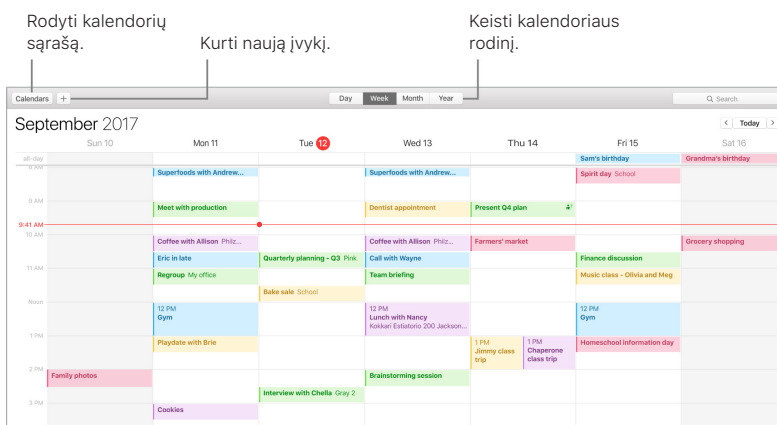 Rodyti kalendorių
sąrašą.
Kurti naują įvykį.
Keisti kalendoriaus
rodinį.
Calendars +
Day Week Month Year
Search
September 2017
< Today >
Sun 10 Mon 11 Tue 12 Wed 13 Thu 14 Fri 15 Sat 16
all-day Sam's birthday Grandma's birthday
8 AM
Superfoods with Andrew... Superfoods with Andrew... Spirit day School
9 AM
Meet with production Dentist appointment Present Q4 plan
9:41 AM
10 AM
Coffee with Allison Philz... Coffee with Allison Philz... Farmers' market Grocery shopping
Eric in late Quarterly planning - Q3 Pink Call with Wayne Finance discussion
11 AM
Regroup My office Team briefing Music class - Olivia and Meg
Bake sale School
Noon
12 PM 12 PM 12 PM
Gym Lunch with Nancy Gym
Kokkari Estiatorio 200 Jackson...
1 PM
Playdate with Brie 1 PM 1 PM Homeschool information day
Jimmy class Chaperone
trip class trip
2 PM
Family photos Brainstorming session
Interview with Chella Gray 2
3 PM
Cookies